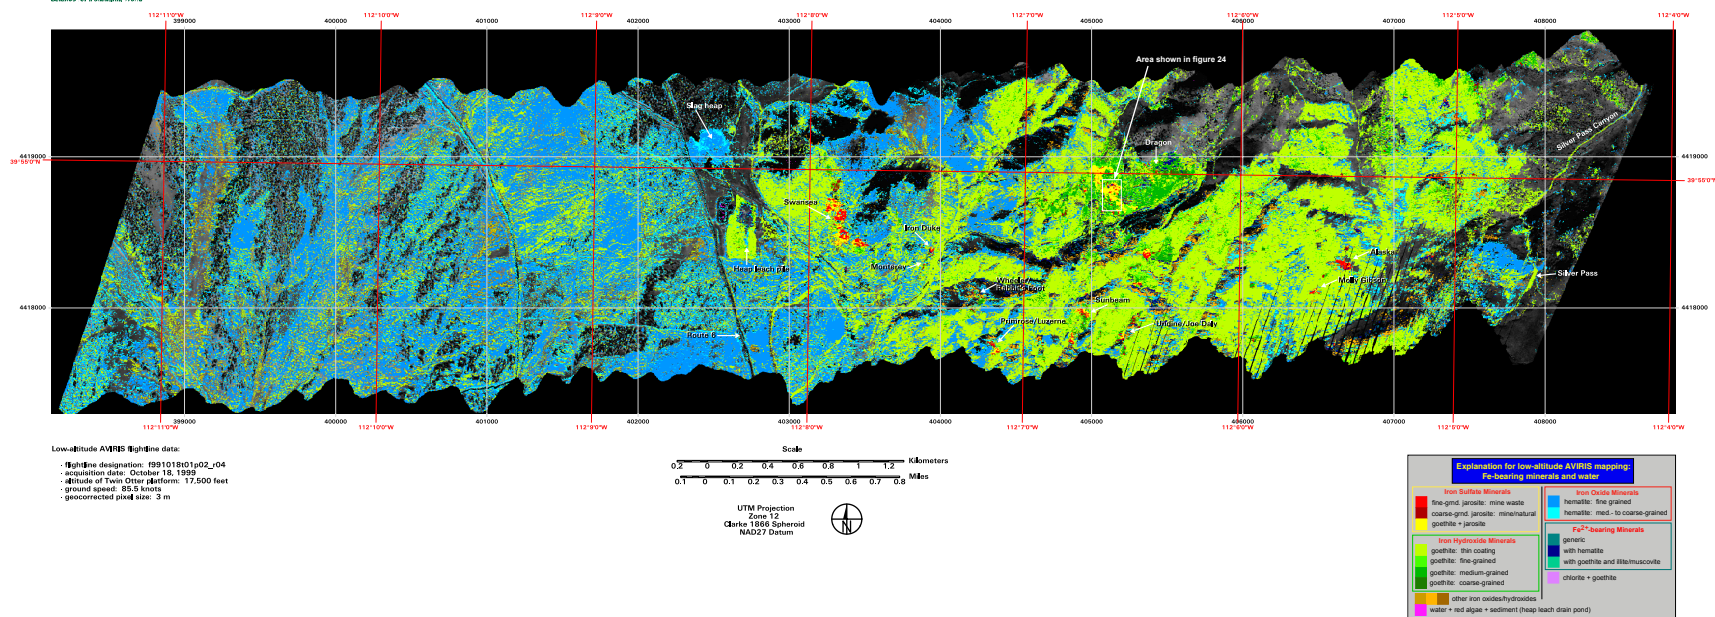 112°11'0"W 112°10'0"W 112°9'0"W 112°8'0"W 112°7'0"W 112°6'0"W 112°5'0"W 112°4'0"W
399000 400000 401000 402000 403000 404000 405000 406000 407000 408000
Area shown in figure 24
Slag heap
Silver Pass Canyon
Dragon
4419000 4419000
39°55'0"N 39°55'0"N
Swansea
Iron Duke
Alaska
Heap leach pile
Monterey
Silver Pass
Molly Gibson
Sunbeam
4418000 4418000
Primrose/Luzerne
Undine/Joe Daly
Route 6
399000 400000 401000 402000 403000 404000 405000 406000 407000 408000
112°11'0"W 112°10'0"W 112°9'0"W 112°8'0"W 112°7'0"W 112°6'0"W 112°5'0"W 112°4'0"W
Low-altitude AVIRIS flightline data:
· flightline designation: f991018t01p02_r04
· acquisition date: October 18, 1999
· altitude of Twin Otter platform: 17,500 feet
· ground speed: 85.5 knots
· geocorrected pixel size: 3 m
Scale
0.2 0 0.2 0.4 0.6 0.8 1 1.2 Kilometers
0.1 0 0.1 0.2 0.3 0.4 0.5 0.6 0.7 0.8 Miles
UTM Projection
Zone 12
Clarke 1866 Spheroid
NAD27 Datum
N
Explanation for low-altitude AVIRIS mapping:
Fe-bearing minerals and water
Iron Sulfate Minerals
fine-grnd. jarosite: mine waste
coarse-grnd. jarosite: mine/natural
goethite + jarosite
Iron Hydroxide Minerals
goethite: thin coating
goethite: fine-grained
goethite: medium-grained
goethite: coarse-grained
other iron oxides/hydroxides
water + red algae + sediment (heap leach drain pond)
Iron Oxide Minerals
hematite: fine grained
hematite: med.- to coarse-grained
Fe2+-bearing Minerals
generic
with hematite
with goethite and illite/muscovite
chlorite + goethite